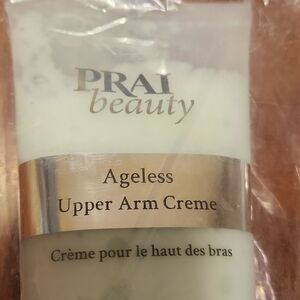 PRAI
beauty
Ageless
Upper Arm Creme
Crème pour le haut des bras